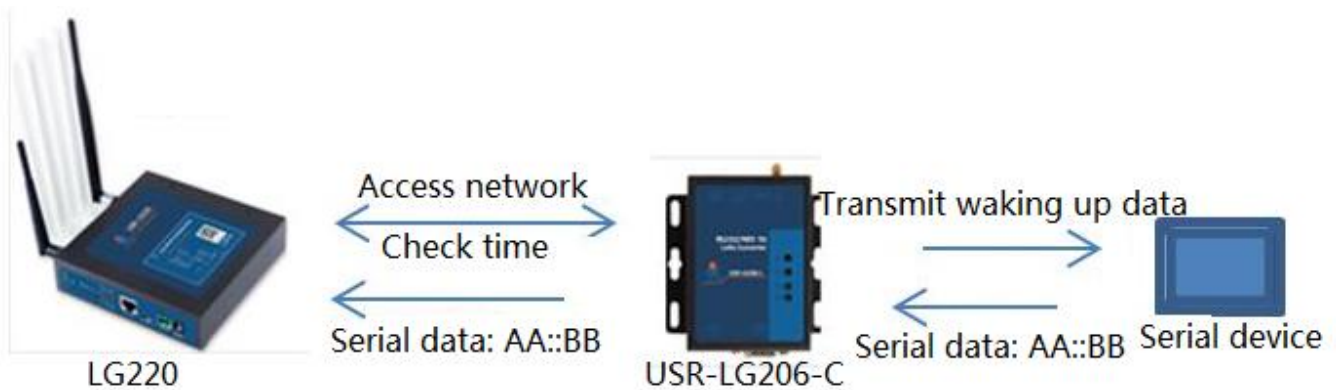 Access network
Check time
Serial data: AA::BB
LG220
Transmit waking up data
USR-LG206-C
Serial data: AA::BB
Serial device